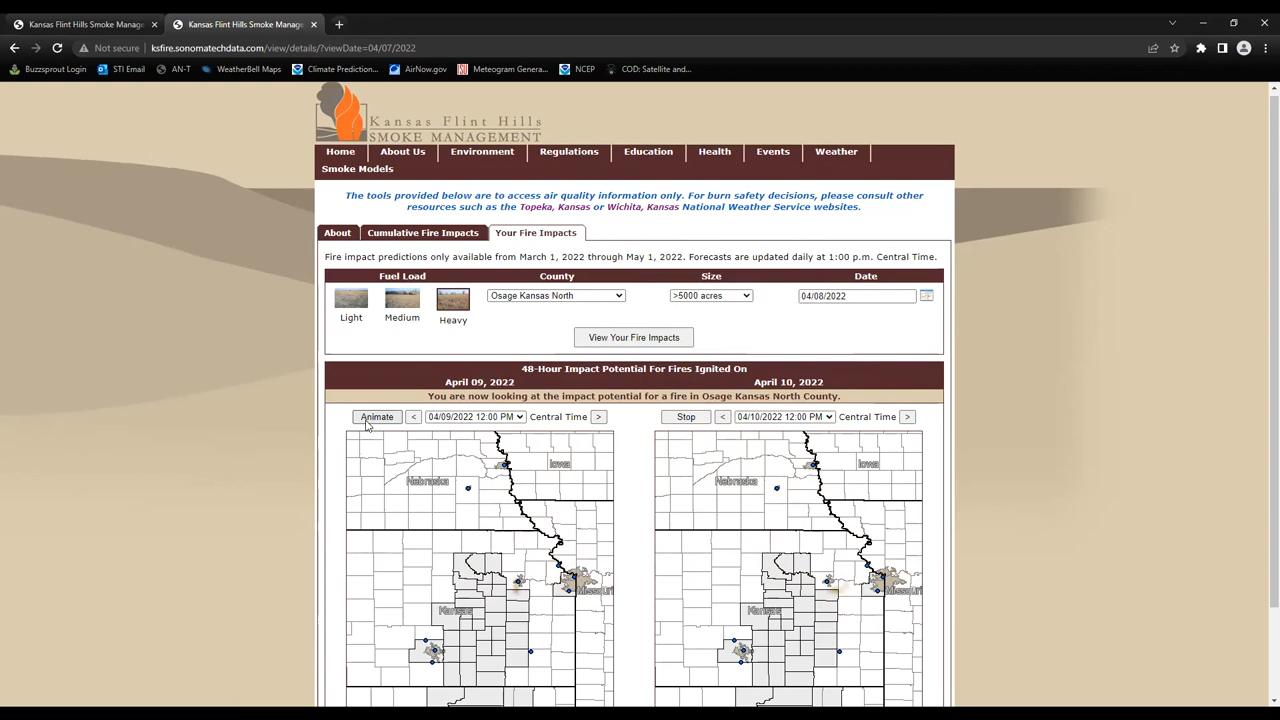 Kansas Flint Hills Smoke Manage
Kansas Flint Hills Smoke Manage
Not secure
ksfire.sonomatechdata.com/view/details/?viewDate=04/07/2022
Buzzsprout Login
STI Email
AN-T
WeatherBell Maps
Climate Prediction...
AirNow.gov
Meteogram Genera...
NCEP
COD: Satellite and...
Kansas Flint Hills
SMOKE MANAGEMENT
Home
About Us
Environment
Regulations
Education
Health
Events
Weather
Smoke Models
The tools provided below are to access air quality information only. For burn safety decisions, please consult other
resources such as the Topeka, Kansas or Wichita, Kansas National Weather Service websites.
About
Cumulative Fire Impacts
Your Fire Impacts
Fire impact predictions only available from March 1, 2022 through May 1, 2022. Forecasts are updated daily at 1:00 p.m. Central Time.
Fuel Load
County
Size
Date
Light
Medium
Heavy
Osage Kansas North
>5000 acres
04/08/2022
View Your Fire Impacts
48-Hour Impact Potential For Fires Ignited On
April 09, 2022
April 10, 2022
You are now looking at the impact potential for a fire in Osage Kansas North County.
Animate
<
04/09/2022 12:00 PM
Central Time
>
Stop
<
04/10/2022 12:00 PM
Central Time
>
Iowa
Nebraska
Missouri
Kansas
Iowa
Nebraska
Missouri
Kansas